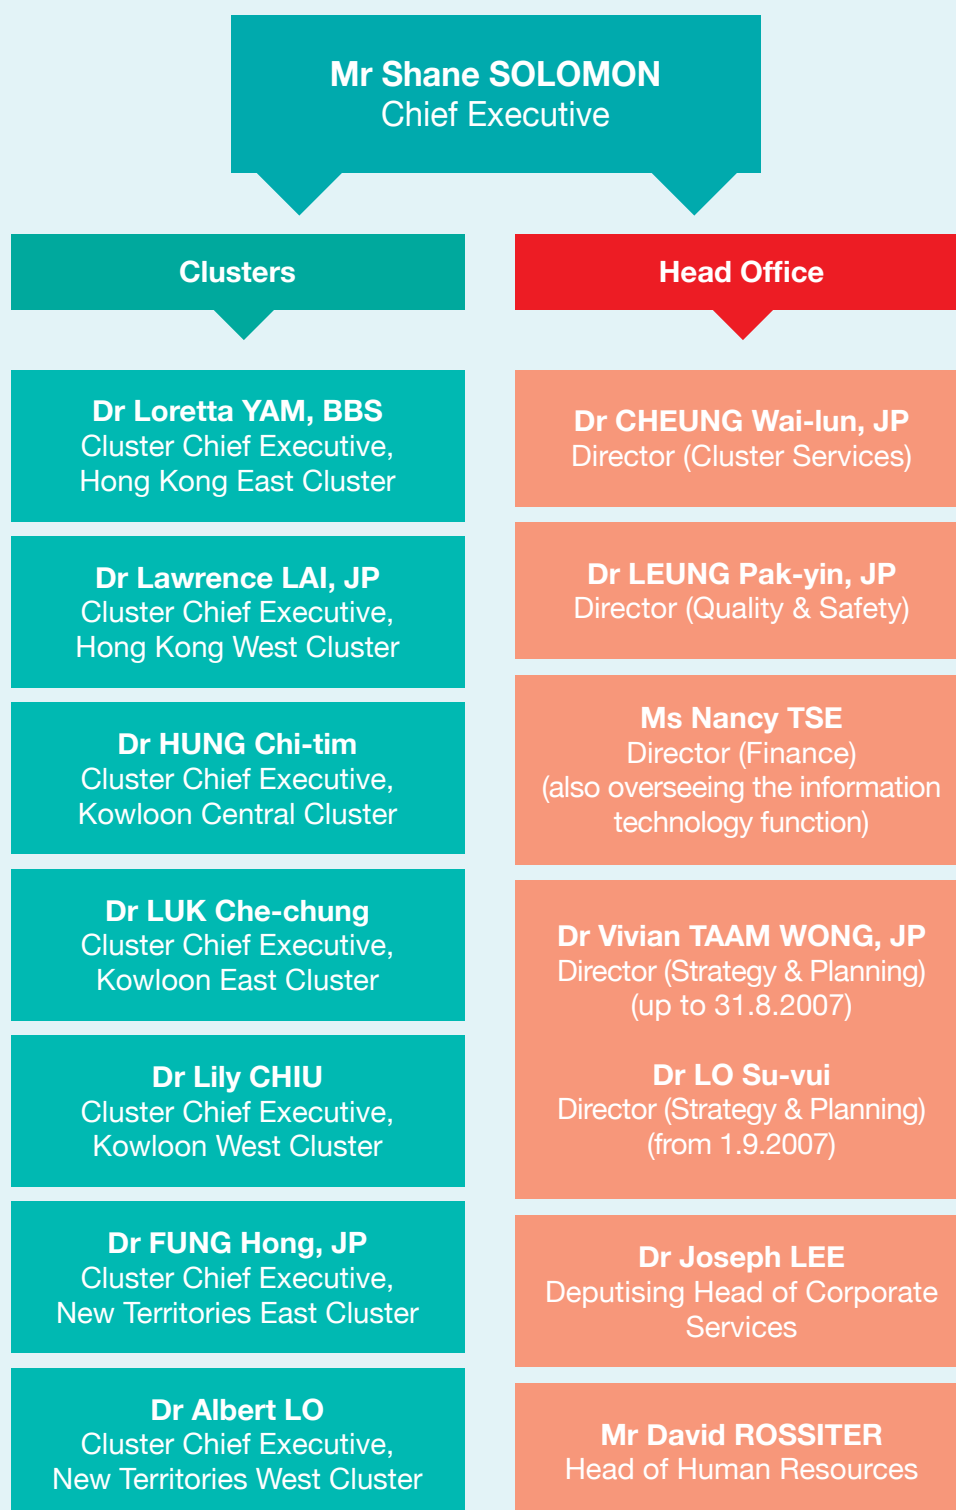 Mr Shane SOLOMON
Chief Executive
Clusters
Dr Loretta YAM, BBS
Cluster Chief Executive,
Hong Kong East Cluster
Dr Lawrence LAI, JP
Cluster Chief Executive,
Hong Kong West Cluster
Dr HUNG Chi-tim
Cluster Chief Executive,
Kowloon Central Cluster
Dr LUK Che-chung
Cluster Chief Executive,
Kowloon East Cluster
Dr Lily CHIU
Cluster Chief Executive,
Kowloon West Cluster
Dr FUNG Hong, JP
Cluster Chief Executive,
New Territories East Cluster
Dr Albert LO
Cluster Chief Executive,
New Territories West Cluster
Head Office
Dr CHEUNG Wai-lun, JP
Director (Cluster Services)
Dr LEUNG Pak-yin, JP
Director (Quality & Safety)
Ms Nancy TSE
Director (Finance)
(also overseeing the information
technology function)
Dr Vivian TAAM WONG, JP
Director (Strategy & Planning)
(up to 31.8.2007)
Dr LO Su-vui
Director (Strategy & Planning)
(from 1.9.2007)
Dr Joseph LEE
Deputising Head of Corporate
Services
Mr David ROSSITER
Head of Human Resources